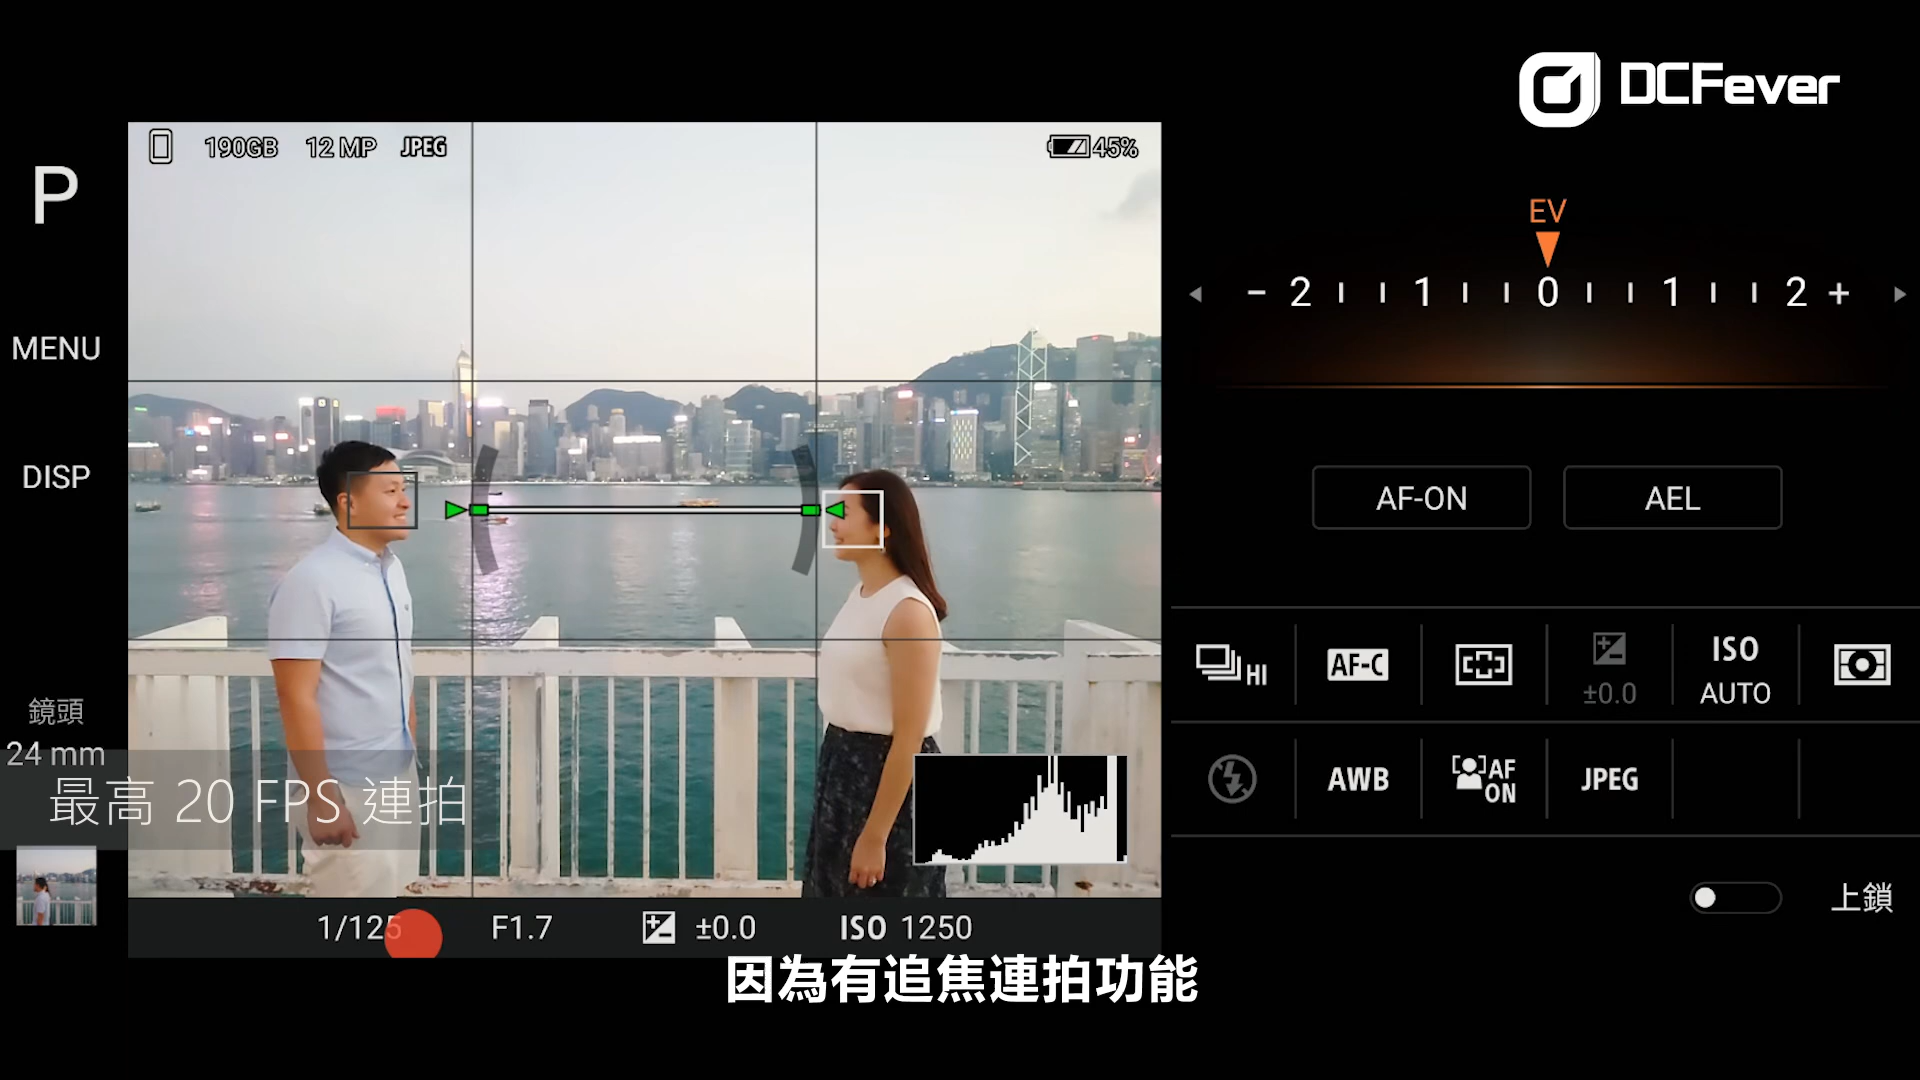 DCFever
190GB 12 MP JPEG
45%
P
MENU
DISP
鏡頭
24 mm
最高 20 FPS 連拍
EV
- 2 1 0 1 2 +
AF-ON AEL
HI AF-C ±0.0 ISO AUTO
AWB AF ON JPEG
上鎖
1/125 F1.7 ±0.0 ISO 1250
因為有追焦連拍功能